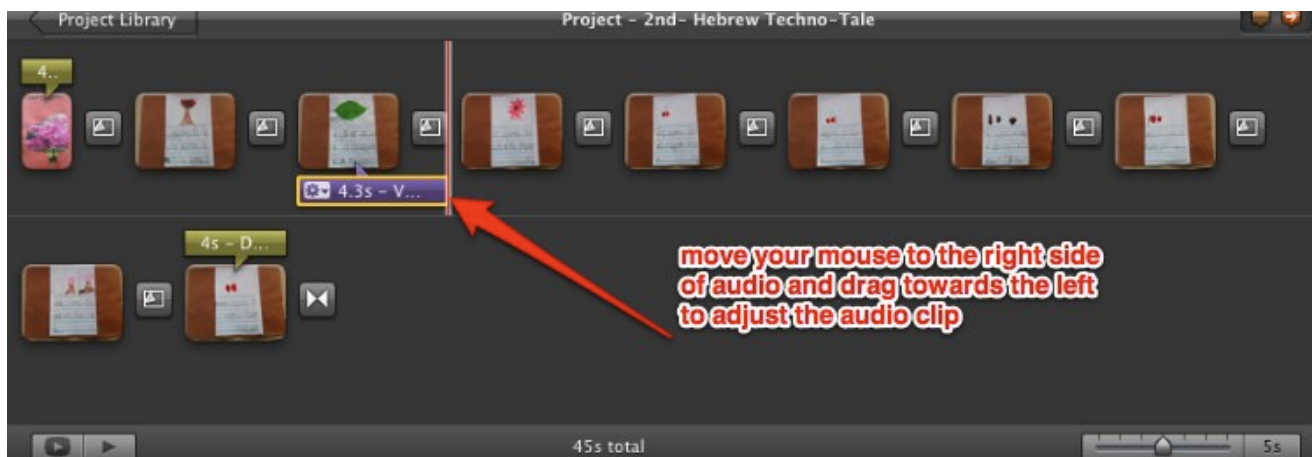 Project Library
Project - 2nd- Hebrew Techno-Tale
4..
4.3s - V...
move your mouse to the right side
of audio and drag towards the left
to adjust the audio clip
4s - D...
45s total
5s